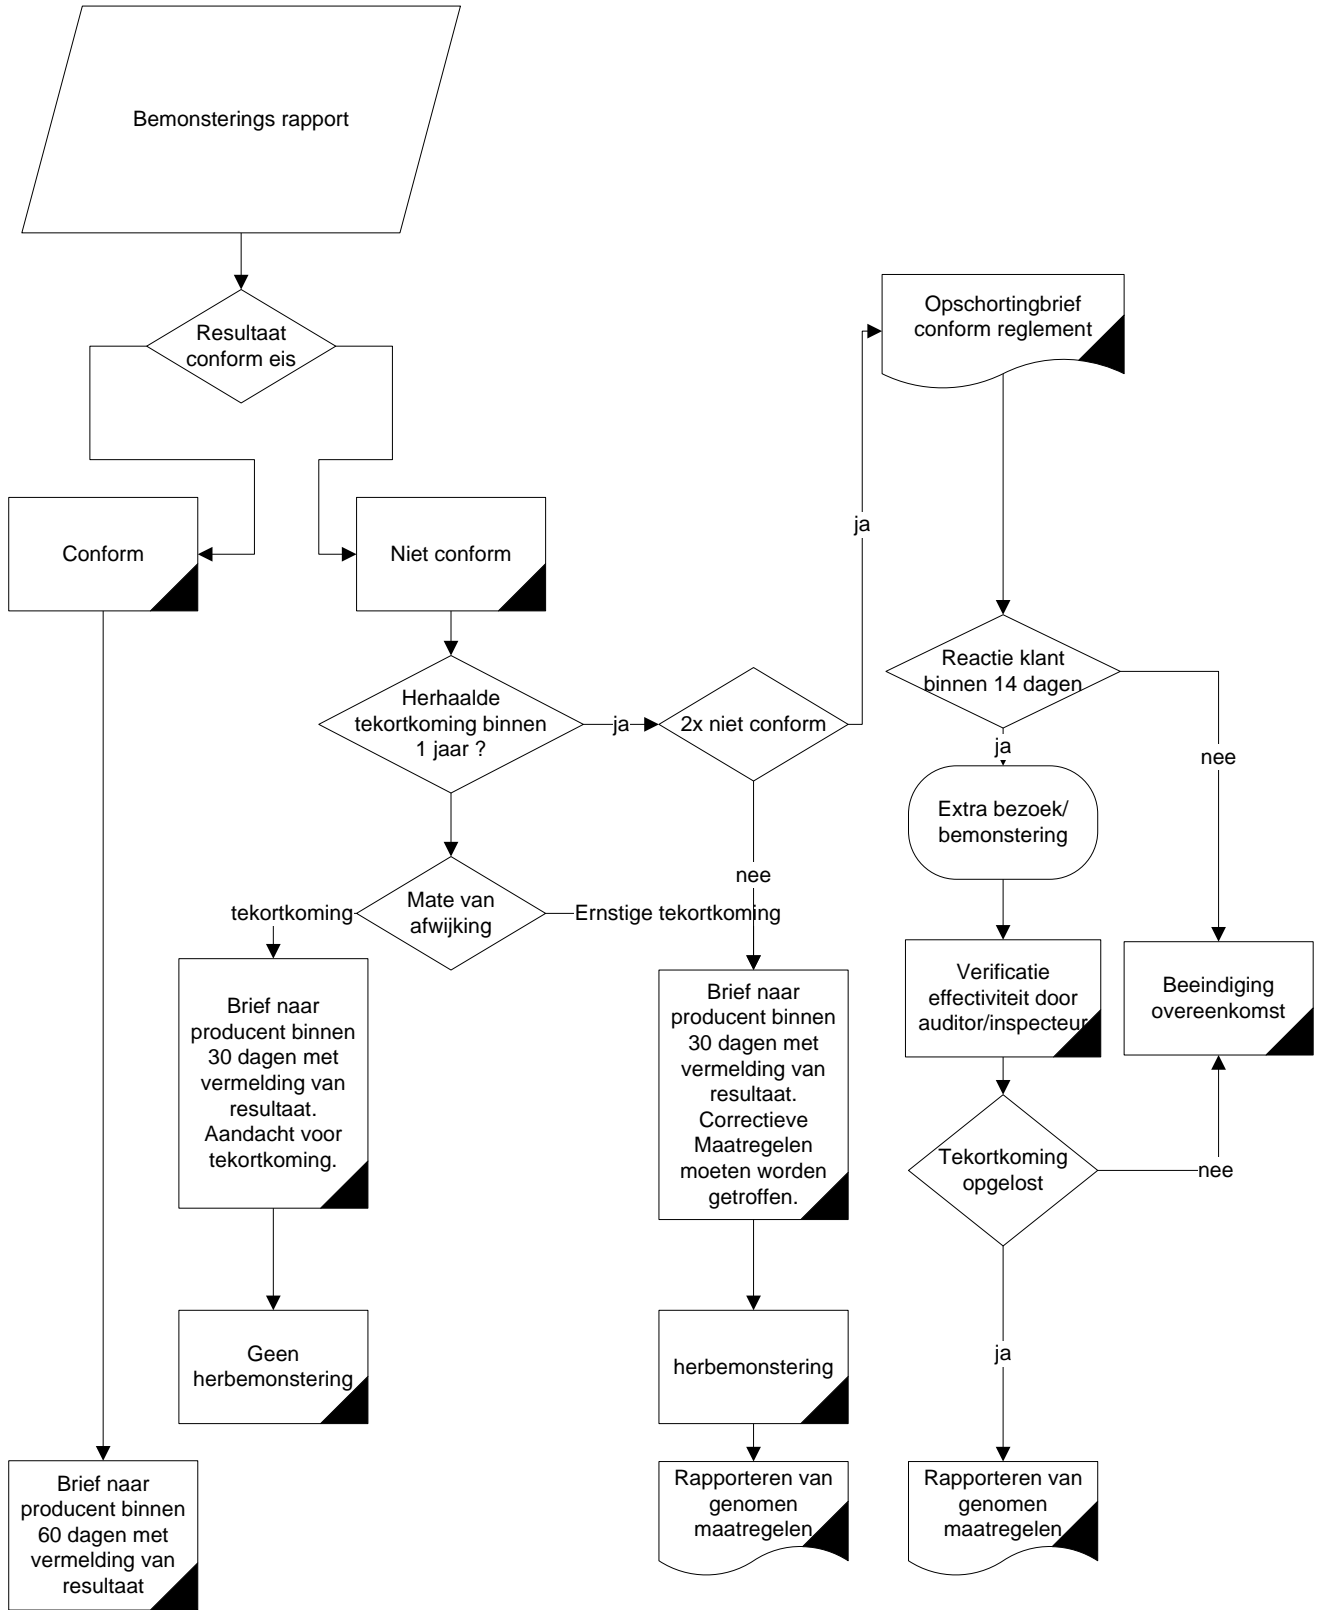 Bemonsterings rapport
Resultaat
conform eis
Conform
Niet conform
Opschortingbrief
conform reglement
ja
Herhaalde
tekortkoming binnen
1 jaar ?
ja
2x niet conform
Reactie klant
binnen 14 dagen
ja
nee
Extra bezoek/
bemonstering
nee
Mate van
afwijking
tekortkoming
Ernstige tekortkoming
Brief naar
producent binnen
30 dagen met
vermelding van
resultaat.
Aandacht voor
tekortkoming.
Brief naar
producent binnen
30 dagen met
vermelding van
resultaat.
Correctieve
Maatregelen
moeten worden
getroffen.
Verificatie
effectiviteit door
auditor/inspecteur
Beeindiging
overeenkomst
Tekortkoming
opgelost
nee
ja
Geen
herbemonstering
herbemonstering
Brief naar
producent binnen
60 dagen met
vermelding van
resultaat
Rapporteren van
genomen
maatregelen
Rapporteren van
genomen
maatregelen